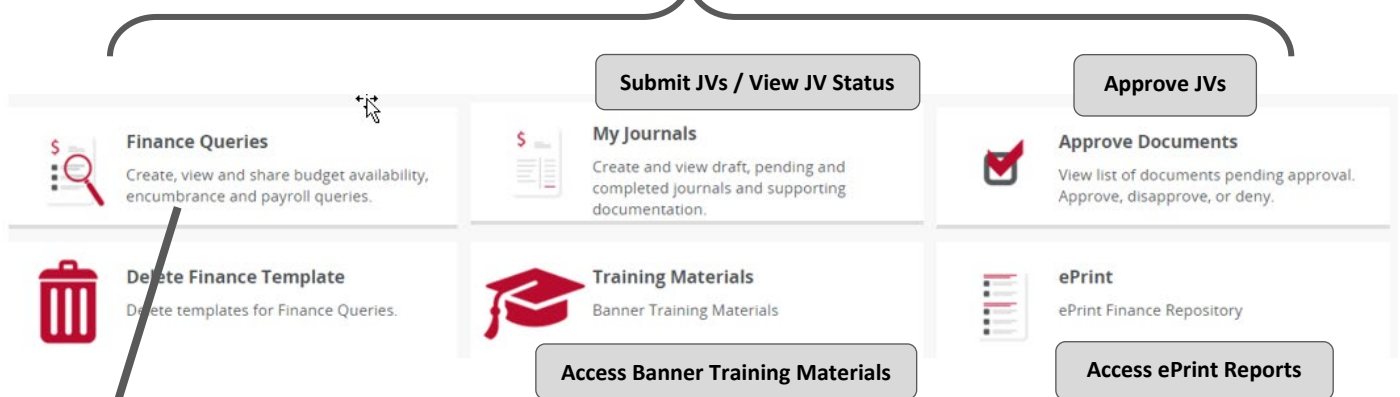 Submit JVs / View JV Status
Approve JVs
Finance Queries
Create, view and share budget availability,
encumbrance and payroll queries.
My Journals
Create and view draft, pending and
completed journals and supporting
documentation.
Approve Documents
View list of documents pending approval.
Approve, disapprove, or deny.
Delete Finance Template
Delete templates for Finance Queries.
Training Materials
Banner Training Materials
ePrint
ePrint Finance Repository
Access Banner Training Materials
Access ePrint Reports